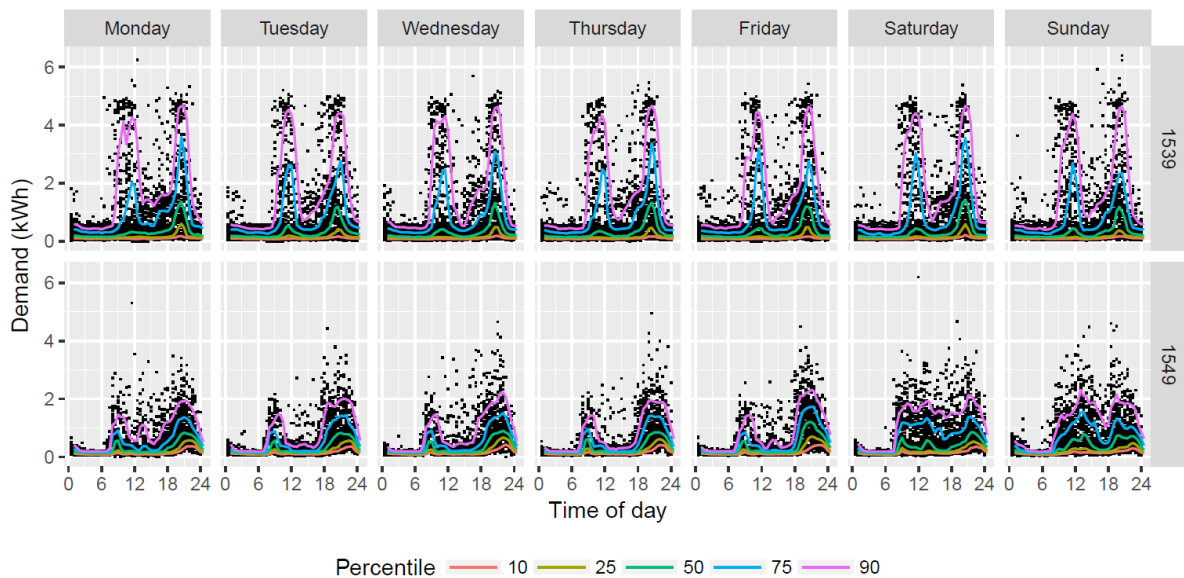 Monday Tuesday Wednesday Thursday Friday Saturday Sunday
6
4
2
0
1539
Demand (kWh)
6
4
2
0
1549
0 6 12 18 24 0 6 12 18 24 0 6 12 18 24 0 6 12 18 24 0 6 12 18 24 0 6 12 18 24 0 6 12 18 24
Time of day
Percentile 10 25 50 75 90